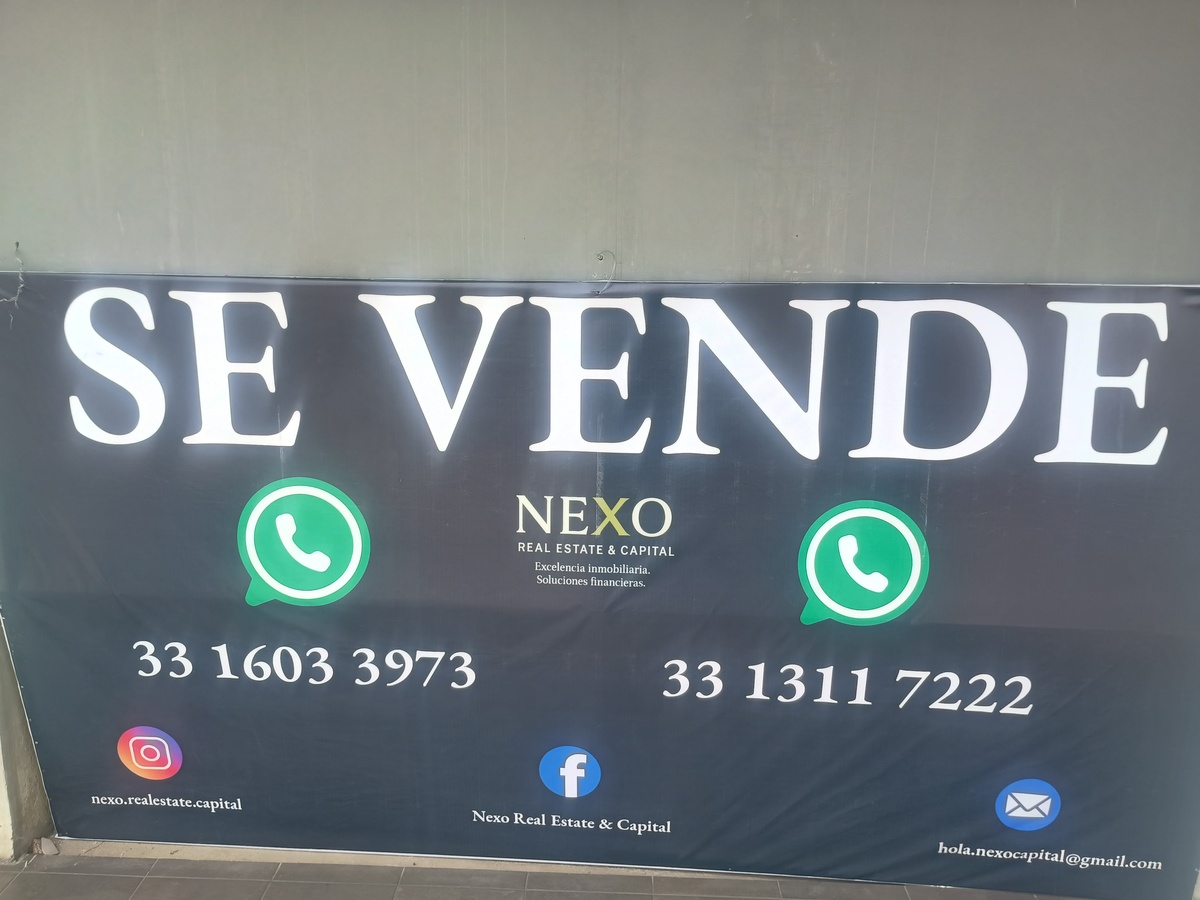 SE VENDE
NEXO
REAL ESTATE & CAPITAL
Excelencia inmobiliaria.
Soluciones financieras.
33 1603 3973
33 1311 7222
nexo.realestate.capital
Nexo Real Estate & Capital
hola.nexocapital@gmail.com